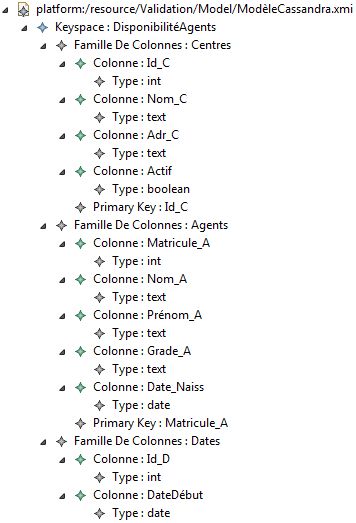 platform:/resource/Validation/Model/ModèleCassandra.xmi
Keyspace : DisponibilitéAgents
Famille De Colonnes : Centres
Colonne : Id_C
Type : int
Colonne : Nom_C
Type : text
Colonne : Adr_C
Type : text
Colonne : Actif
Type : boolean
Primary Key : Id_C
Famille De Colonnes : Agents
Colonne : Matricule_A
Type : int
Colonne : Nom_A
Type : text
Colonne : Prénom_A
Type : text
Colonne : Grade_A
Type : text
Colonne : Date_Naiss
Type : date
Primary Key : Matricule_A
Famille De Colonnes : Dates
Colonne : Id_D
Type : int
Colonne : DateDébut
Type : date